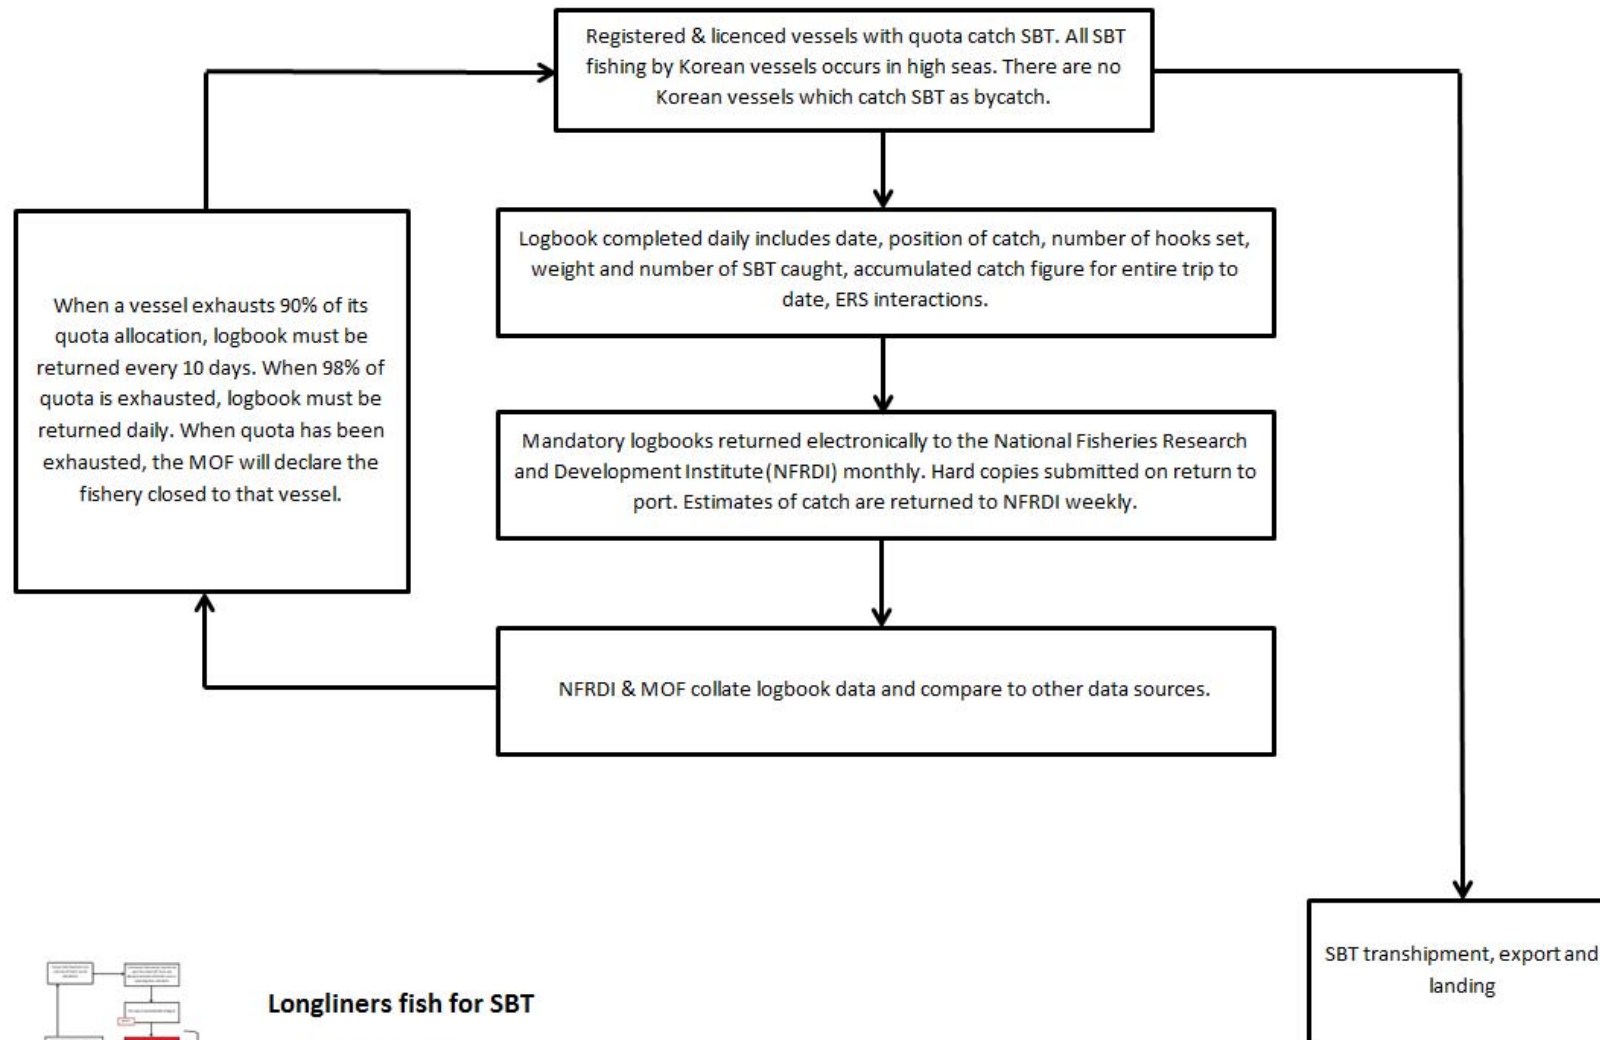 Registered & licenced vessels with quota catch SBT. All SBT
fishing by Korean vessels occurs in high seas. There are no
Korean vessels which catch SBT as bycatch.
Logbook completed daily includes date, position of catch, number of hooks set,
weight and number of SBT caught, accumulated catch figure for entire trip to
date, ERS interactions.
When a vessel exhausts 90% of its
quota allocation, logbook must be
returned every 10 days. When 98% of
quota is exhausted, logbook must be
returned daily. When quota has been
exhausted, the MOF will declare the
fishery closed to that vessel.
Mandatory logbooks returned electronically to the National Fisheries Research
and Development Institute(NFRDI) monthly. Hard copies submitted on return to
port. Estimates of catch are returned to NFRDI weekly.
NFRDI & MOF collate logbook data and compare to other data sources.
SBT transhipment, export and
landing
Longliners fish for SBT